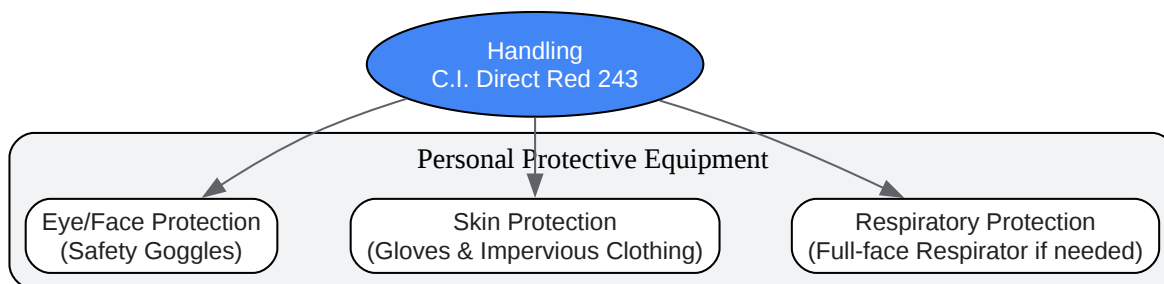 Handling
C.I. Direct Red 243
Personal Protective Equipment
Eye/Face Protection
(Safety Goggles)
Skin Protection
(Gloves & Impervious Clothing)
Respiratory Protection
(Full-face Respirator if needed)